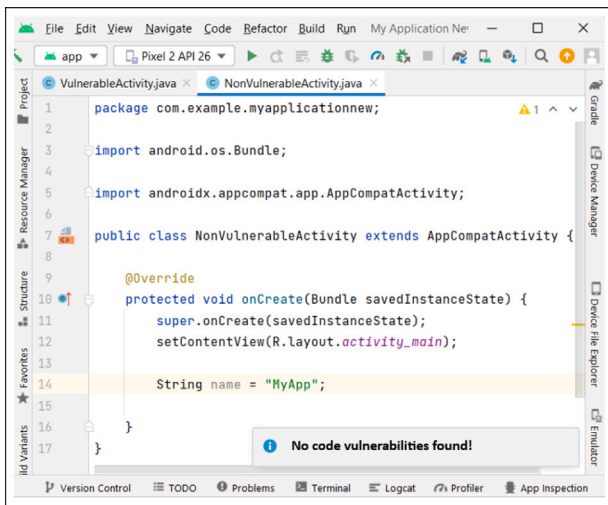 File Edit View Navigate Code Refactor Build Run My Application Ne
app Pixel 2 API 26
VulnerableActivity.java NonVulnerableActivity.java
1 package com.example.myapplicationnew; 1
2
3 import android.os.Bundle;
4
5 import androidx.appcompat.app.AppCompatActivity;
6
7 public class NonVulnerableActivity extends AppCompatActivity {
8
9 @Override
10 protected void onCreate(Bundle savedInstanceState) {
11 super.onCreate(savedInstanceState);
12 setContentView(R.layout.activity_main);
13
14 String name = "MyApp";
15
16 }
17 }
No code vulnerabilities found!
Project
Resource Manager
Structure
Favorites
ild Variants
Gradle
Device Manager
Device File Explorer
Emulator
Version Control TODO Problems Terminal Logcat Profiler App Inspection